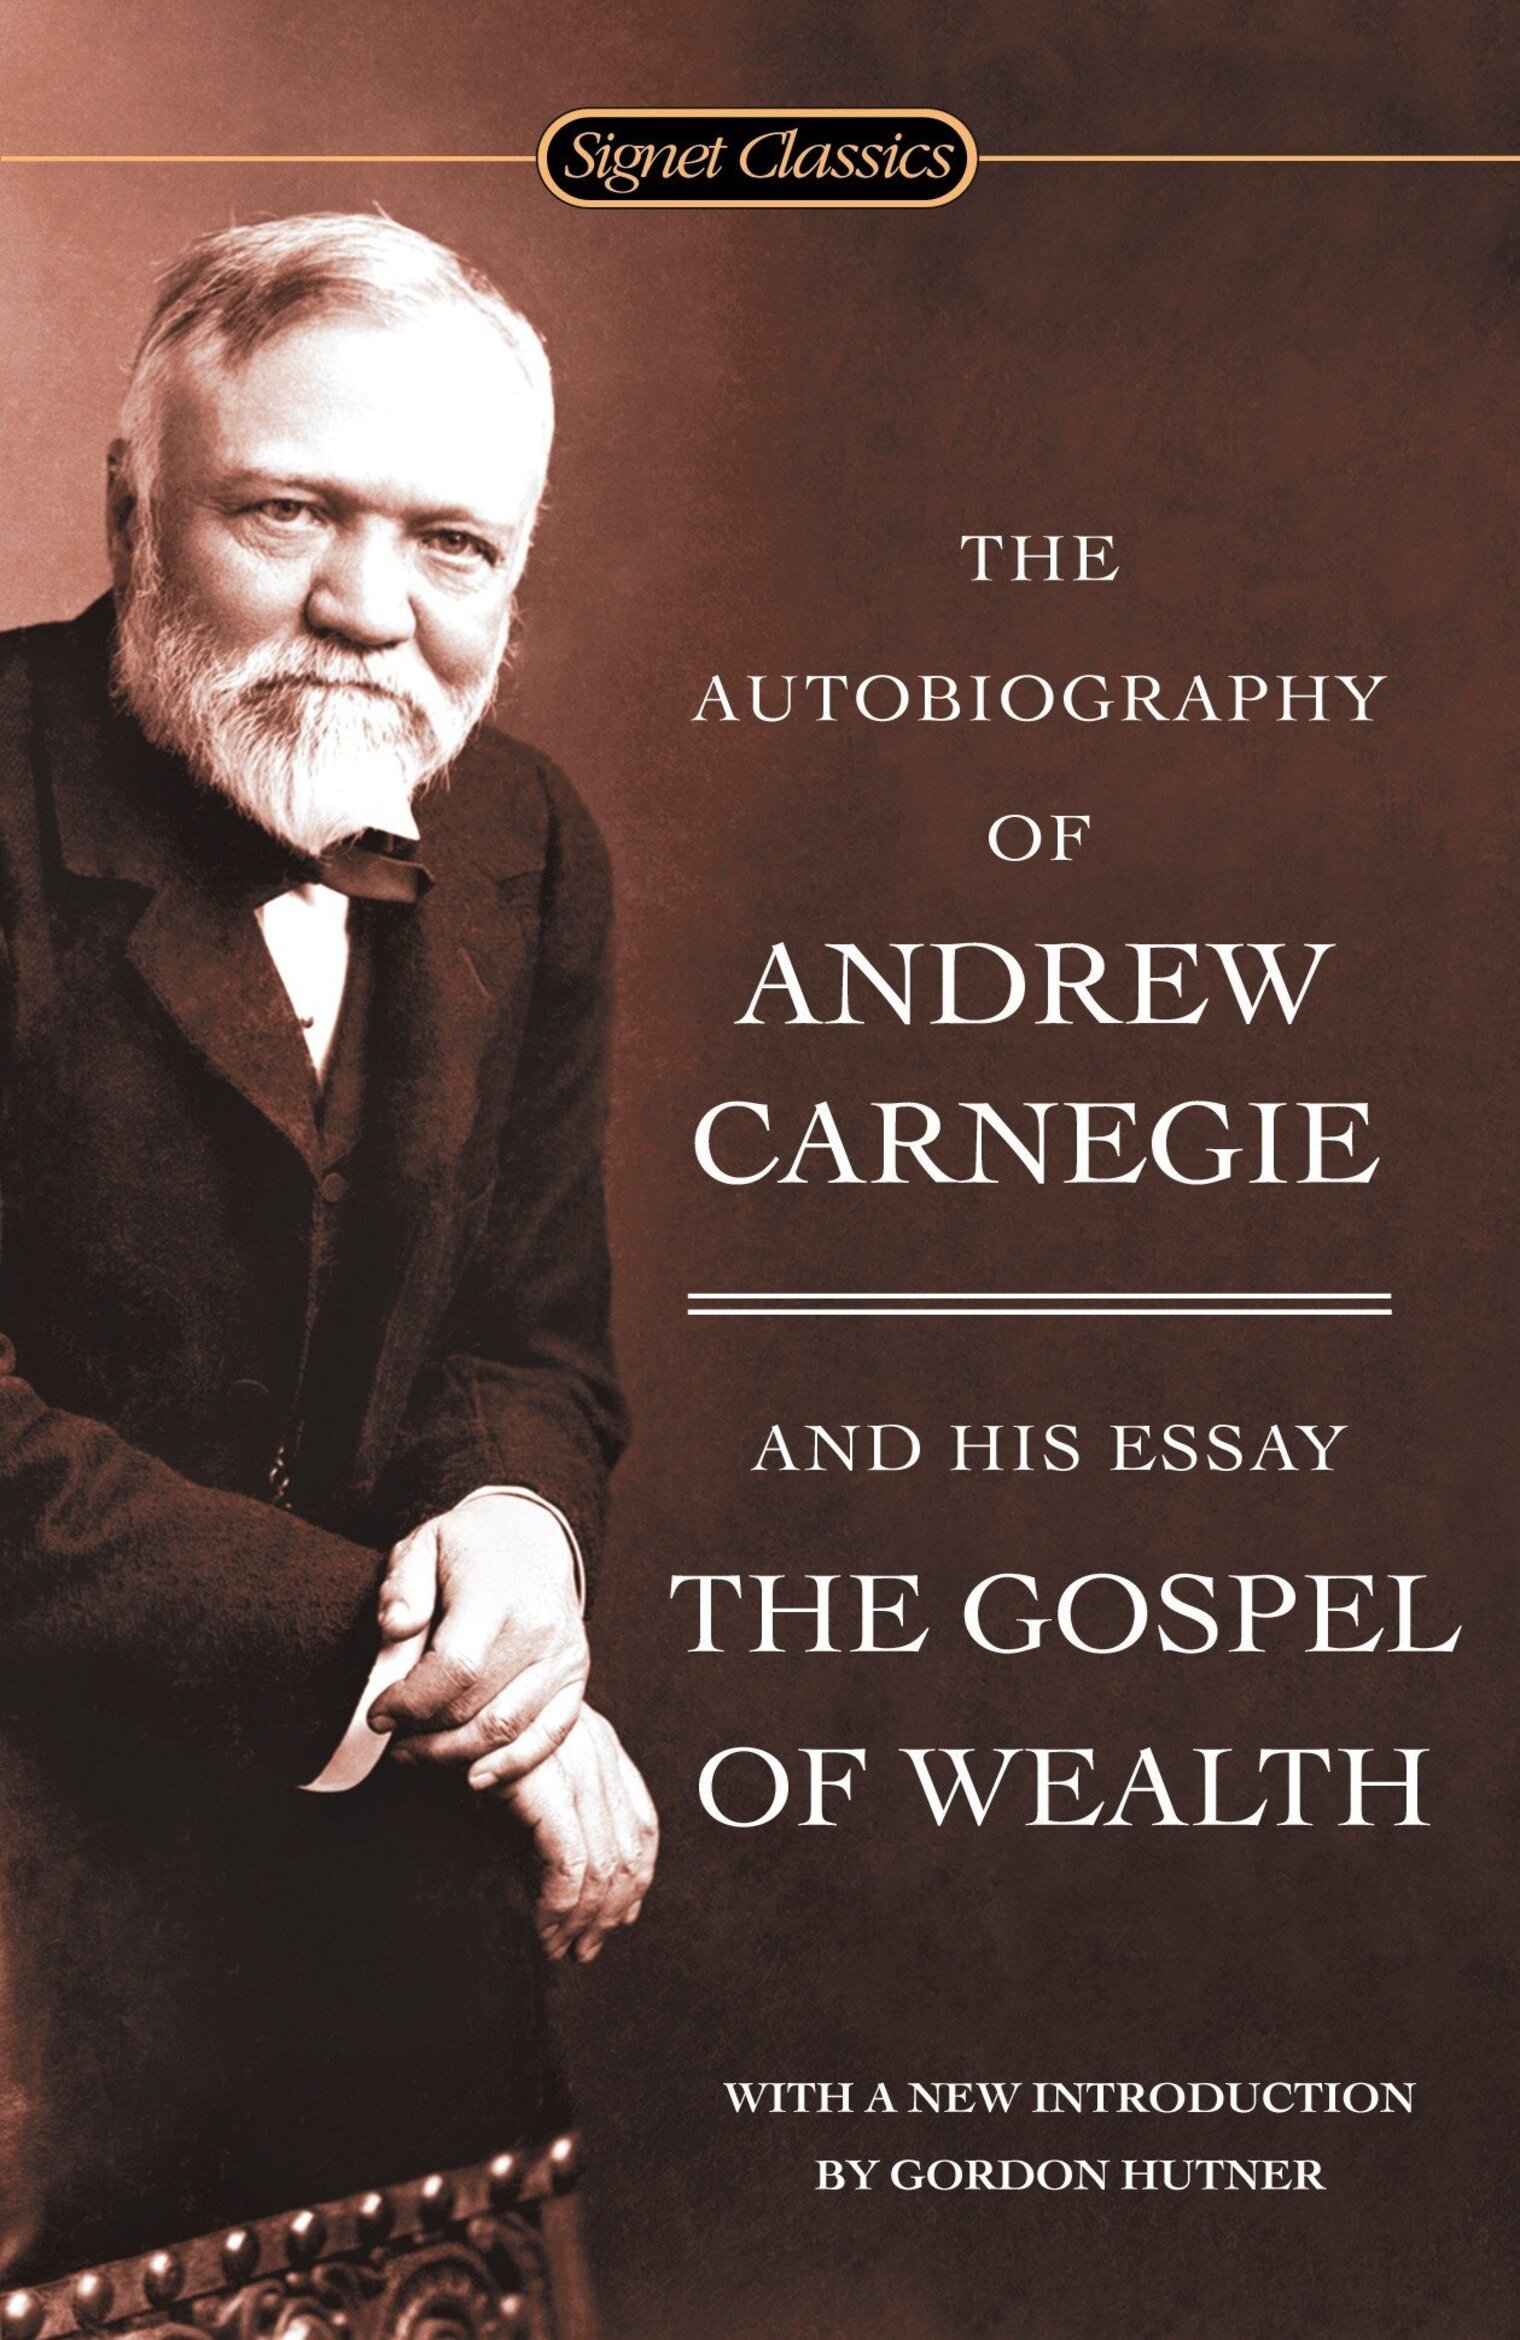 Signet Classics
THE
AUTOBIOGRAPHY
OF
ANDREW
CARNEGIE
AND HIS ESSAY
THE GOSPEL
OF WEALTH
WITH A NEW INTRODUCTION
BY GORDON HUTNER